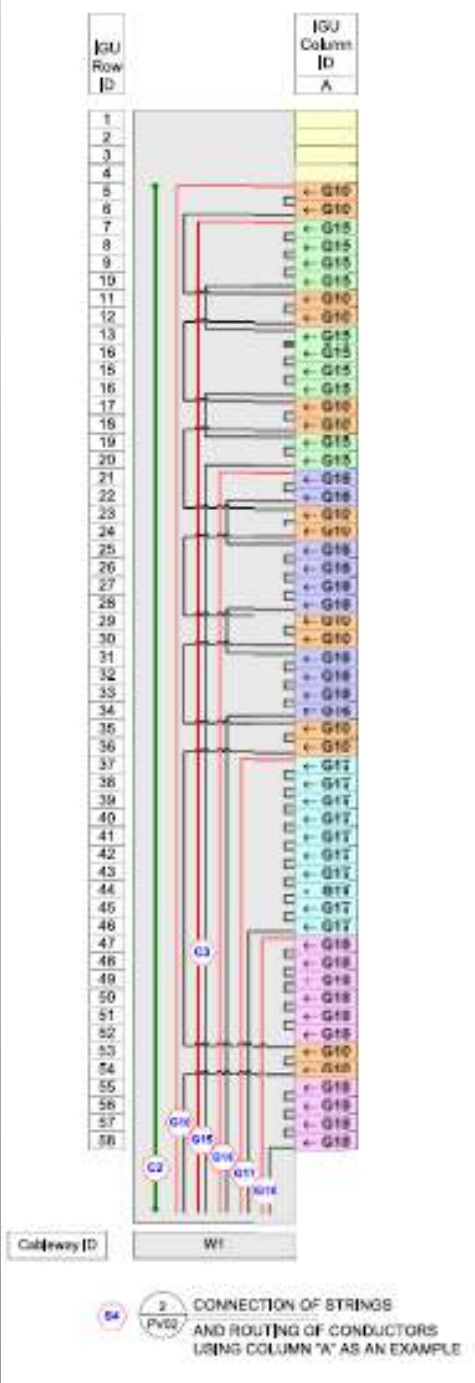 IGU
Row
ID
IGU
Column
ID
A
1
2
3
4
5 ← G10
6 ← G10
7 ← G15
8 ← G15
9 ← G15
10 ← G15
11 ← G10
12 ← G10
13 ← G15
16 ← G15
15 ← G15
16 ← G15
17 ← G10
18 ← G10
19 ← G15
20 ← G15
21 ← G16
22 ← G16
23 ← G10
24 ← G10
25 ← G16
26 ← G16
27 ← G16
28 ← G16
29 ← G10
30 ← G10
31 ← G16
32 ← G16
33 ← G16
34 ← G16
35 ← G10
36 ← G10
37 ← G17
38 ← G17
39 ← G17
40 ← G17
41 ← G17
42 ← G17
43 ← G17
44 ← G17
45 ← G17
46 ← G17
47 ← G18
48 ← G18
49 ← G18
50 ← G18
51 ← G18
52 ← G18
53 ← G10
54 ← G10
55 ← G18
56 ← G18
57 ← G18
58 ← G18
G3
G10
G15
G16
G17
G18
C2
Cableway ID
W1
2
PV02
CONNECTION OF STRINGS
AND ROUTING OF CONDUCTORS
USING COLUMN "A" AS AN EXAMPLE